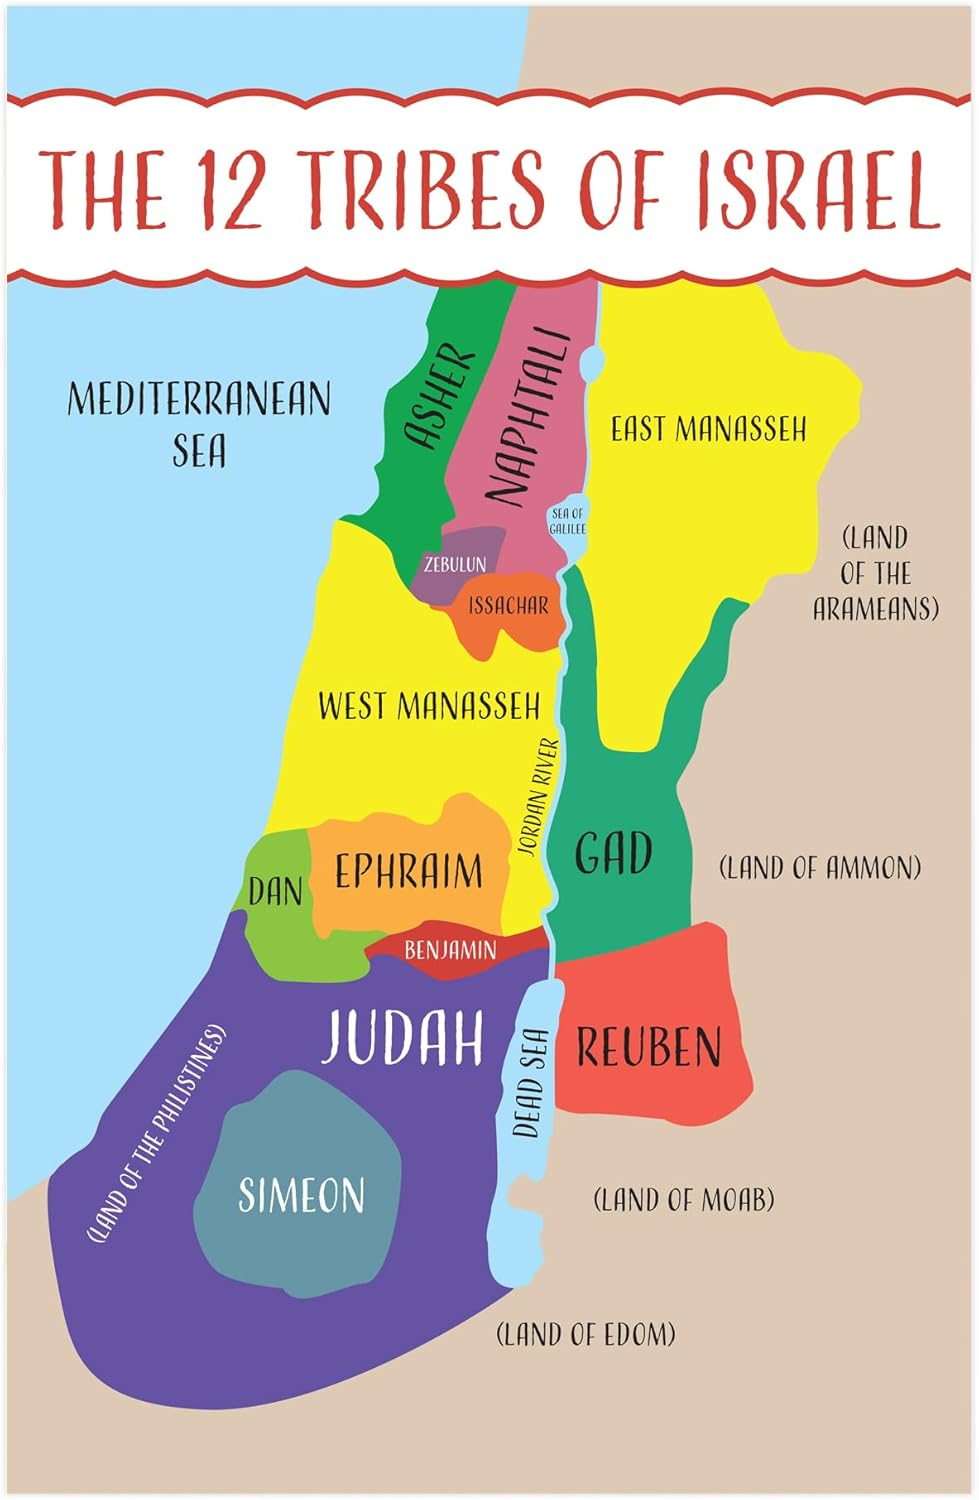 THE 12 TRIBES OF ISRAEL
ASHER
NAPHTALI
MEDITERRANEAN
SEA
EAST MANASSEH
SEA OF
GALILEE
(LAND
OF THE
ARAMEANS)
ZEBULUN
ISSACHAR
WEST MANASSEH
JORDAN RIVER
GAD
EPHRAIM
DAN
(LAND OF AMMON)
BENJAMIN
JUDAH
REUBEN
DEAD SEA
(LAND OF THE PHILISTINES)
SIMEON
(LAND OF MOAB)
(LAND OF EDOM)